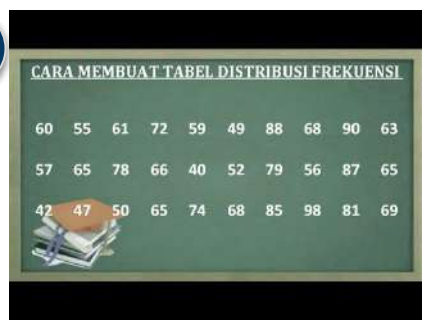 CARA MEMBUAT TABEL DISTRIBUSI FREKUENSI
60 55 61 72 59 49 88 68 90 63
57 65 78 66 40 52 79 56 87 65
42 47 50 65 74 68 85 98 81 69